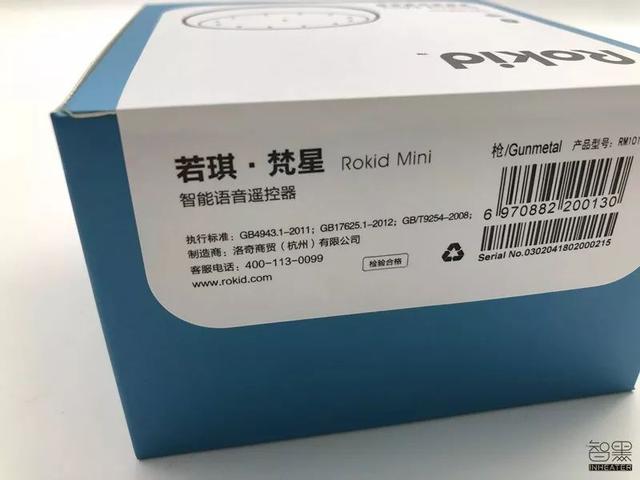 Rokid
若琪·梵星 Rokid Mini
智能语音遥控器
执行标准：GB4943.1-2011；GB17625.1-2012；GB/T9254-2008；
制造商：洛奇商贸（杭州）有限公司
客服电话：400-113-0099
www.rokid.com
检验合格
枪/Gunmetal 产品型号：RM101
6 970882 200130
Serial No.0302041802000215
智黑
INHEATER